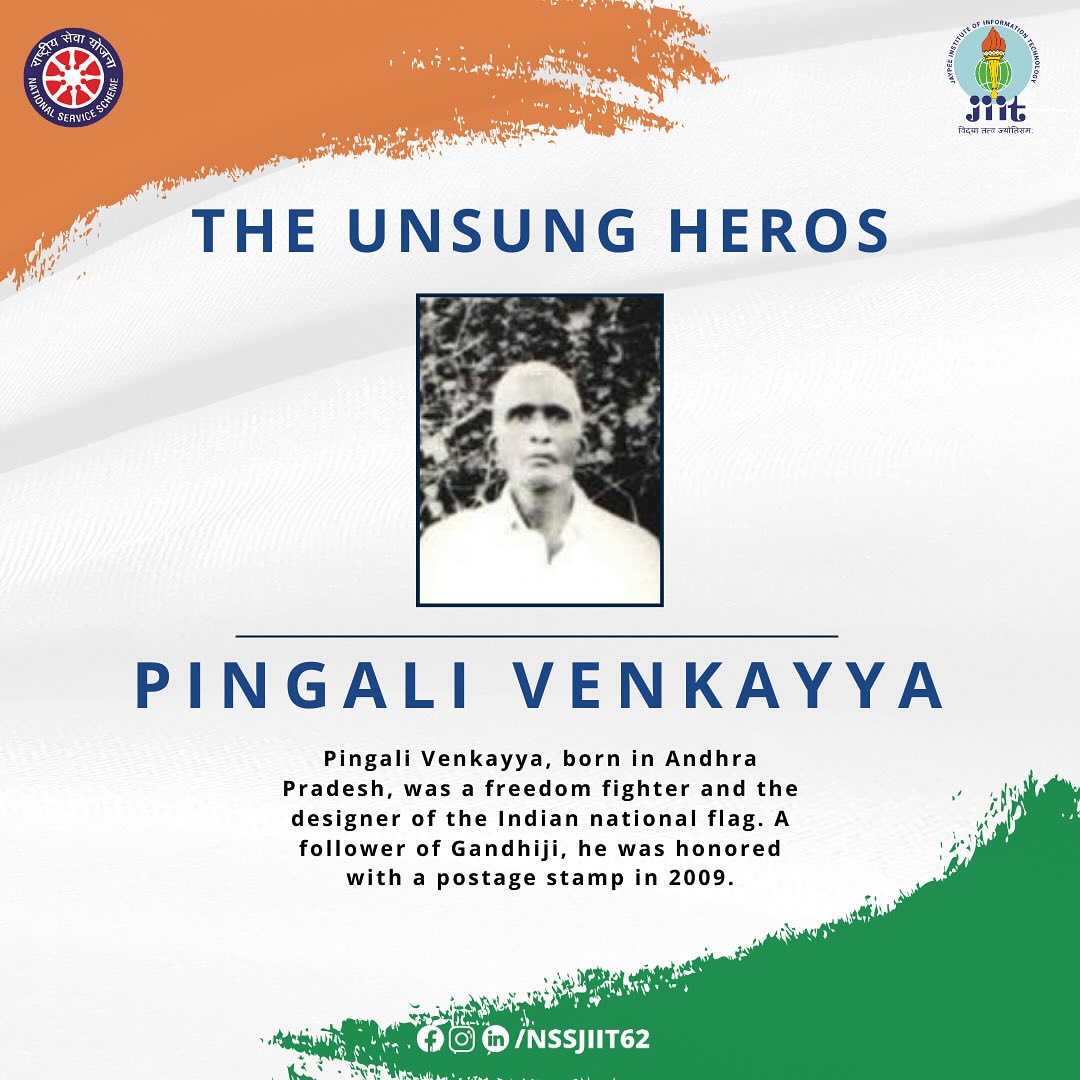 राष्ट्रीय सेवा योजना
NATIONAL SERVICE SCHEME
JAYPEE INSTITUTE OF INFORMATION TECHNOLOGY
jiit
विद्या तत्व ज्योतिसम:
THE UNSUNG HEROS
PINGALI VENKAYYA
Pingali Venkayya, born in Andhra
Pradesh, was a freedom fighter and the
designer of the Indian national flag. A
follower of Gandhiji, he was honored
with a postage stamp in 2009.
/NSSJIIT62